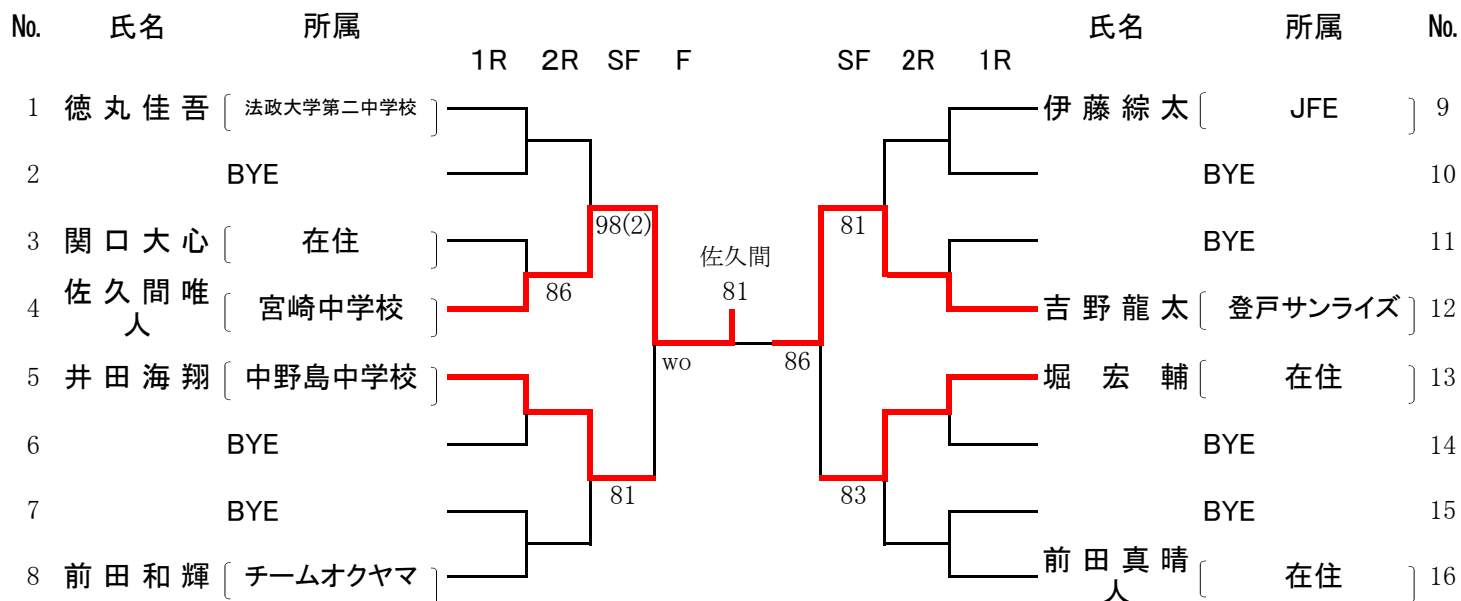 No. 氏名 所属 氏名 所属 No.
1R 2R SF F SF 2R 1R
1 徳丸佳吾 法政大学第二中学校 伊藤綜太 JFE 9
2 BYE BYE 10
98(2) 81
3 関口大心 在住 BYE 11
佐久間
佐久間唯
人
4 宮崎中学校 86 81 吉野龍太 登戸サンライズ 12
wo 86
5 井田海翔 中野島中学校 堀宏輔 在住 13
6 BYE BYE 14
81 83
7 BYE BYE 15
8 前田和輝 チームオクヤマ 前田真晴
人
在住 16